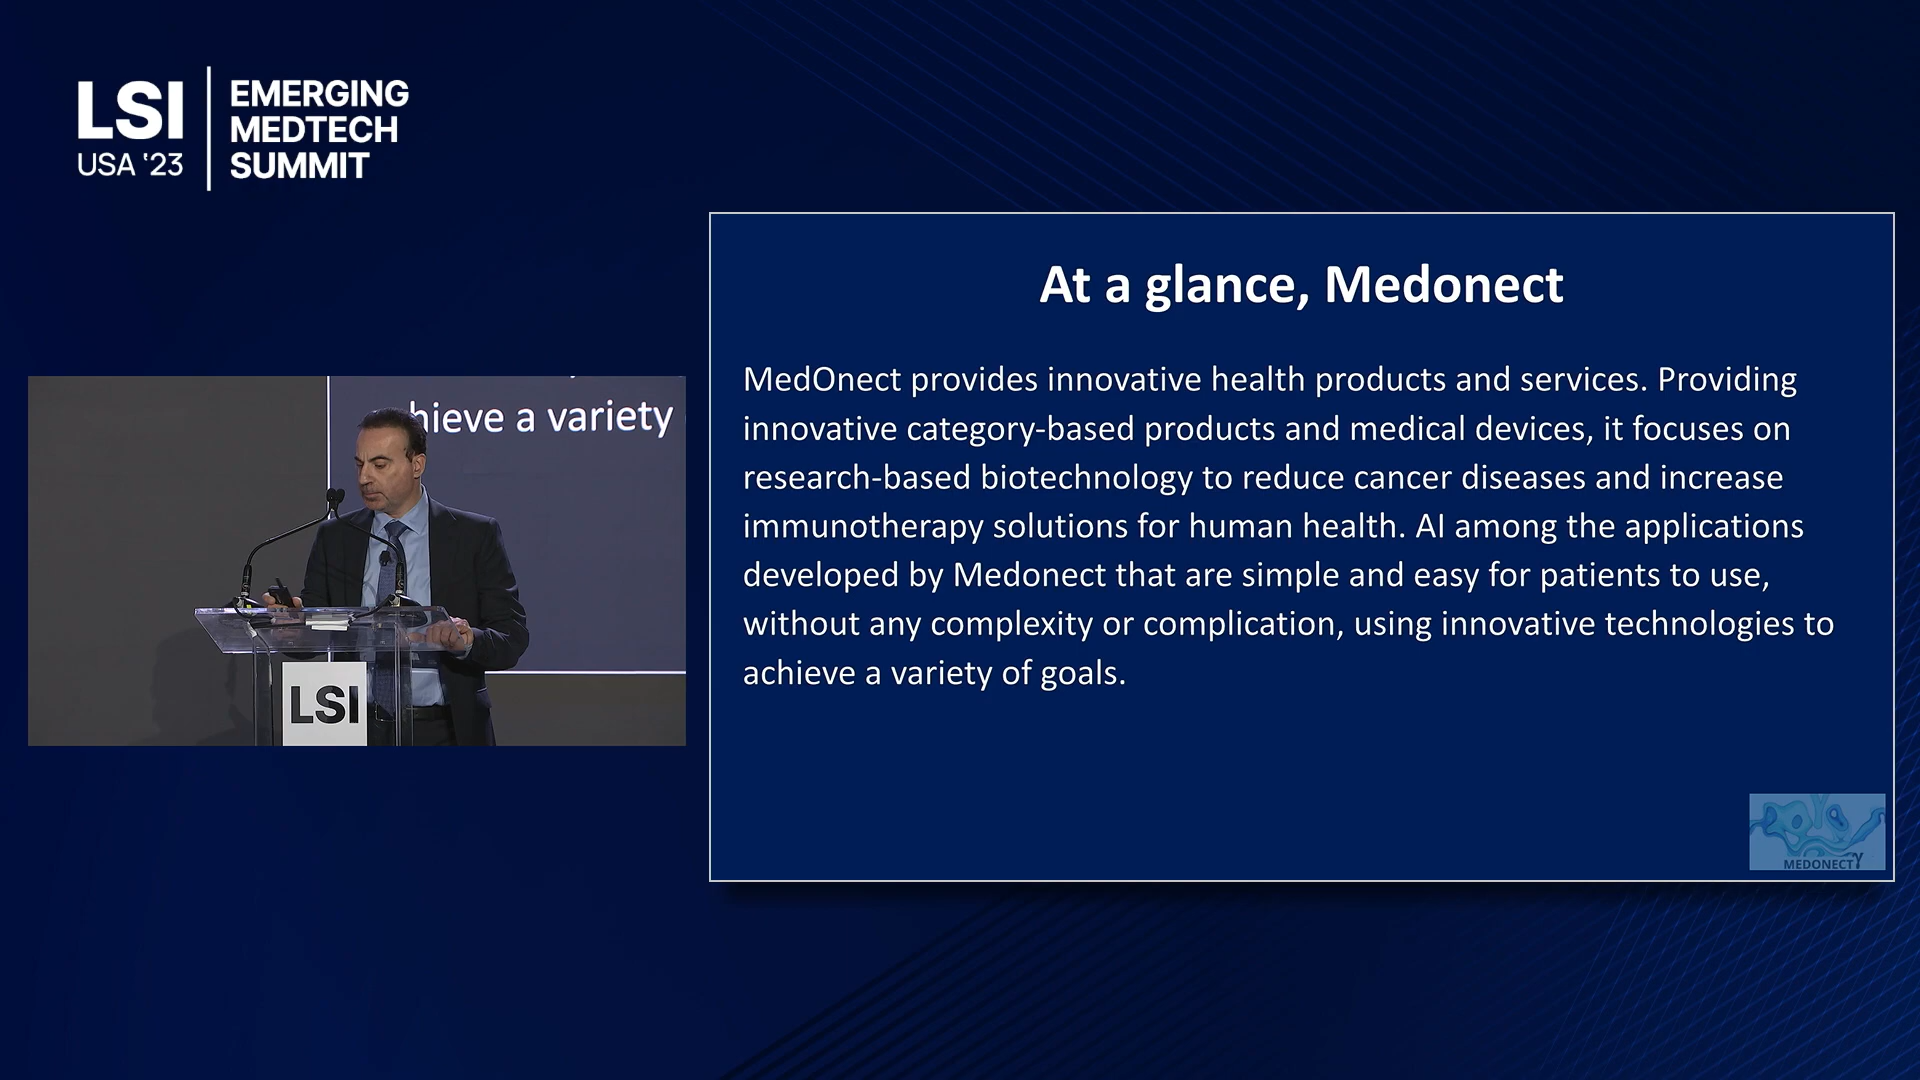 LSI
USA '23
EMERGING
MEDTECH
SUMMIT
hieve a variety
LSI
At a glance, Medonect
MedOnect provides innovative health products and services. Providing
innovative category-based products and medical devices, it focuses on
research-based biotechnology to reduce cancer diseases and increase
immunotherapy solutions for human health. AI among the applications
developed by Medonect that are simple and easy for patients to use,
without any complexity or complication, using innovative technologies to
achieve a variety of goals.
MEDONECT